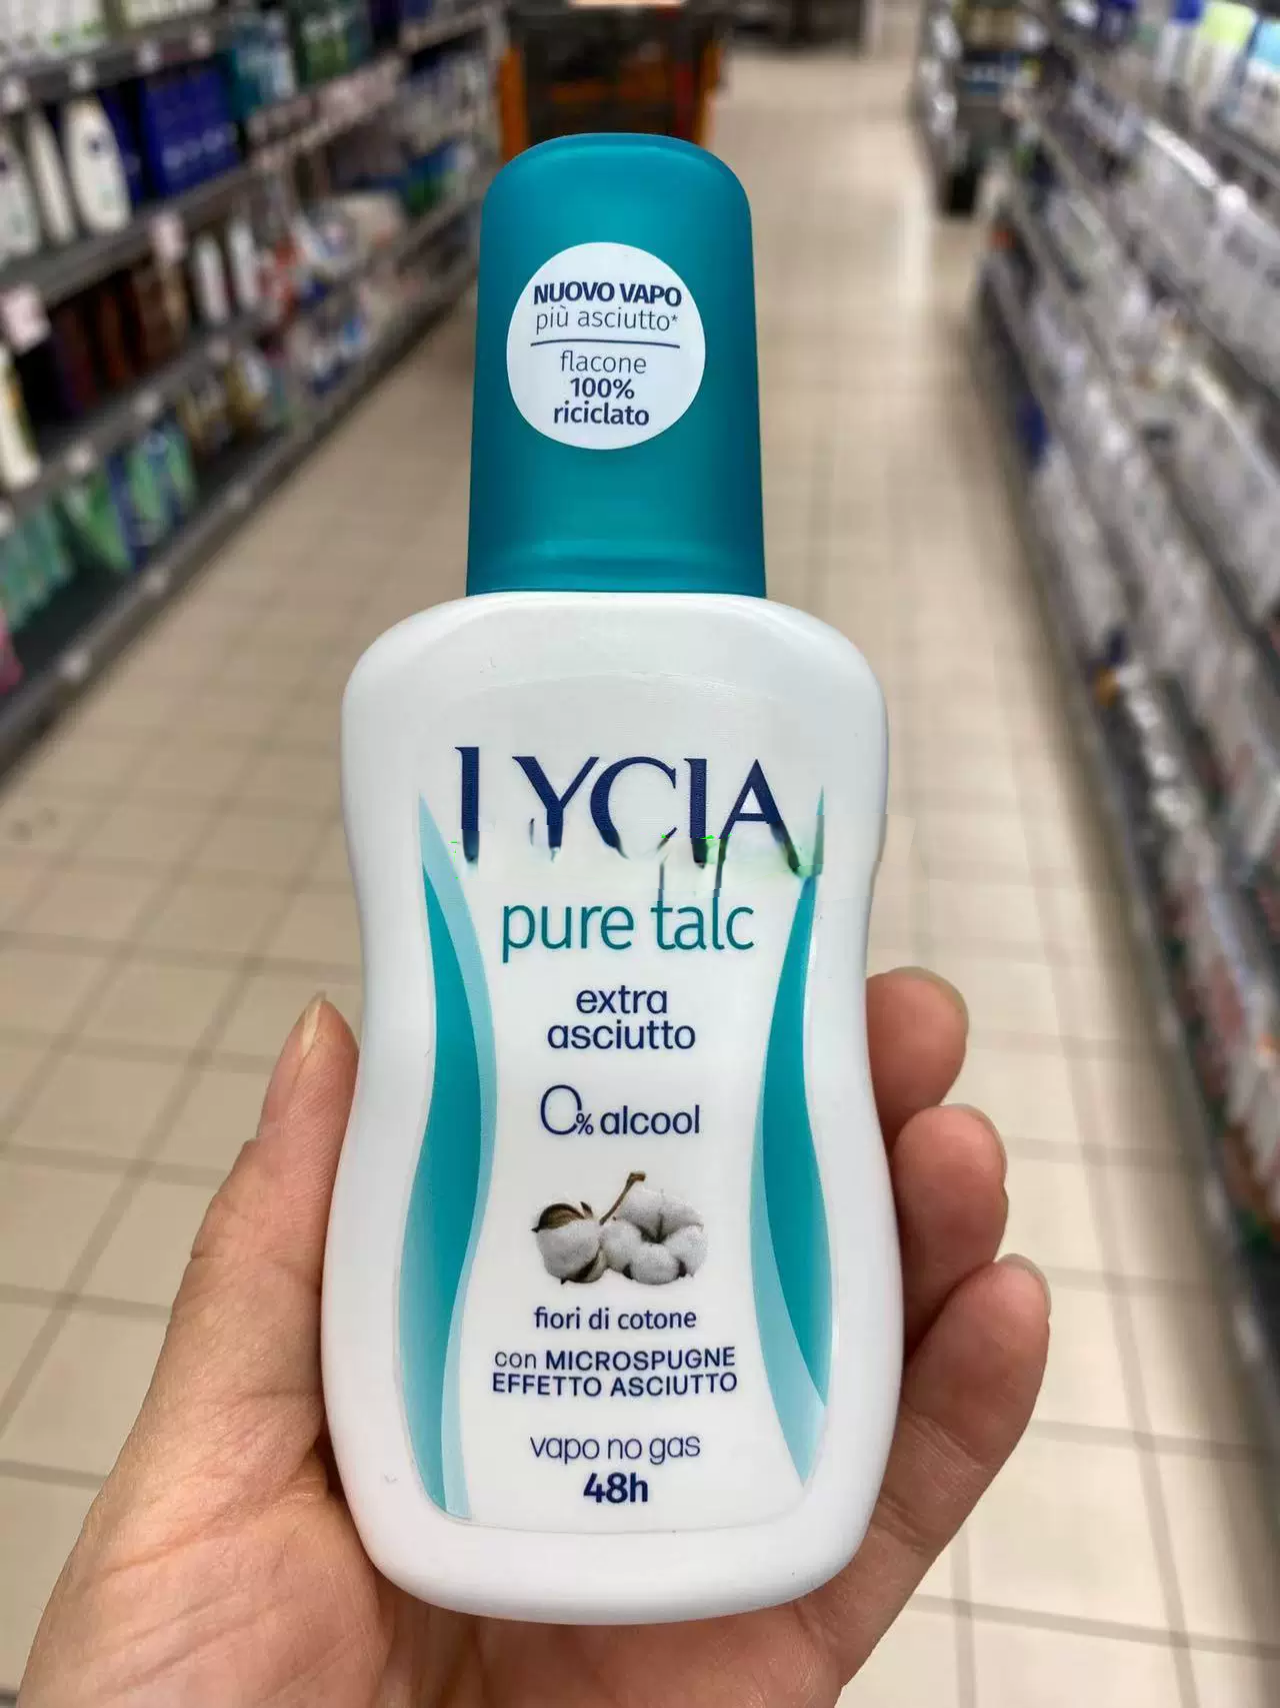 NUOVO VAPO
più asciutto*
flacone
100%
riciclato
LYCIA
pure talc
extra
asciutto
0% alcool
fiori di cotone
con MICROSPUGNE
EFFETTO ASCIUTTO
vapo no gas
48h